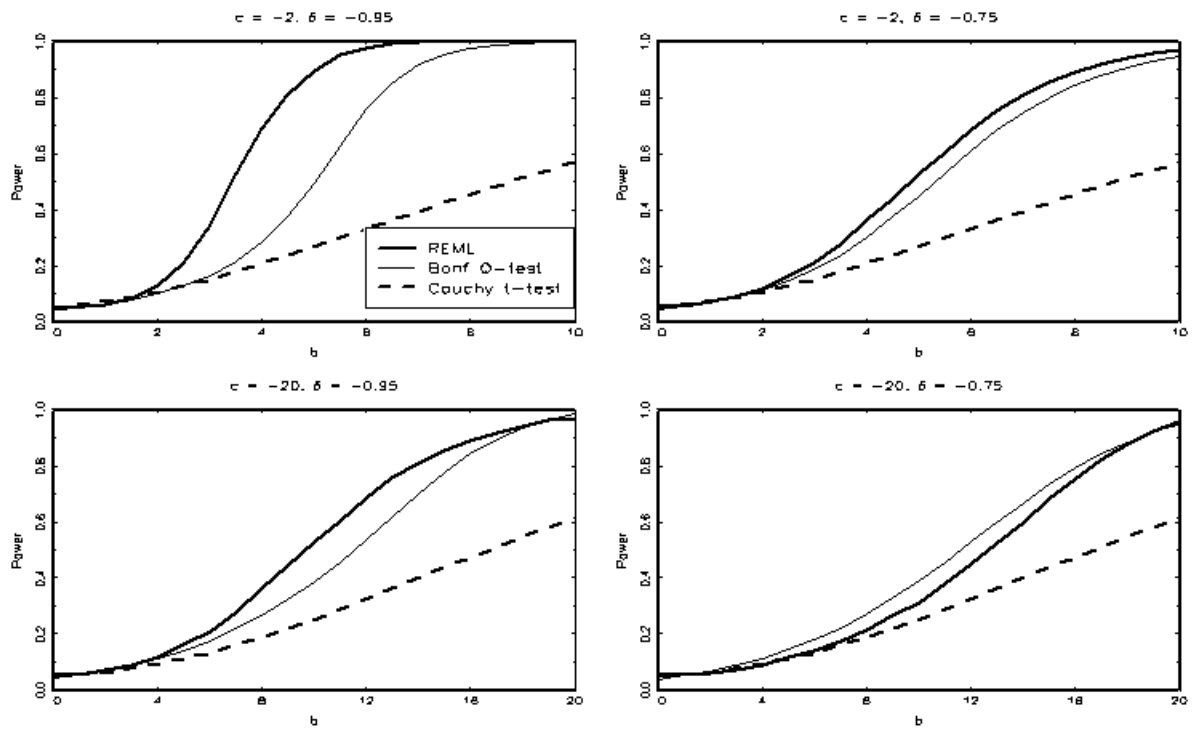 c = −2. δ = −0.95
Power
0.0 0.2 0.4 0.6 0.8 1.0
REML
Bonf. Q−test
Cauchy t−test
0 2 4 6 8 10
b
c = −2, δ = −0.75
Power
0.0 0.2 0.4 0.6 0.8 1.0
0 2 4 6 8 10
b
c = −20. δ = −0.95
Power
0.0 0.2 0.4 0.6 0.8 1.0
0 4 8 12 16 20
b
c = −20. δ = −0.75
Power
0.0 0.2 0.4 0.6 0.8 1.0
0 4 8 12 16 20
b